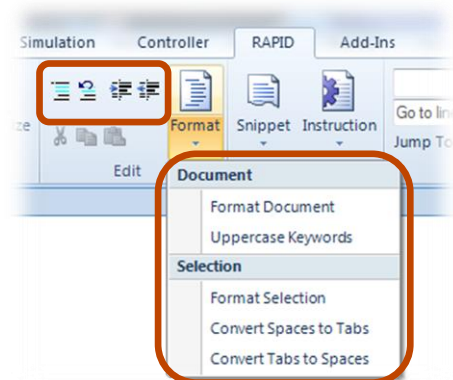 Simulation Controller RAPID Add-Ins
Format Snippet Instruction
Go to lin
Jump To
Edit
Document
Format Document
Uppercase Keywords
Selection
Format Selection
Convert Spaces to Tabs
Convert Tabs to Spaces